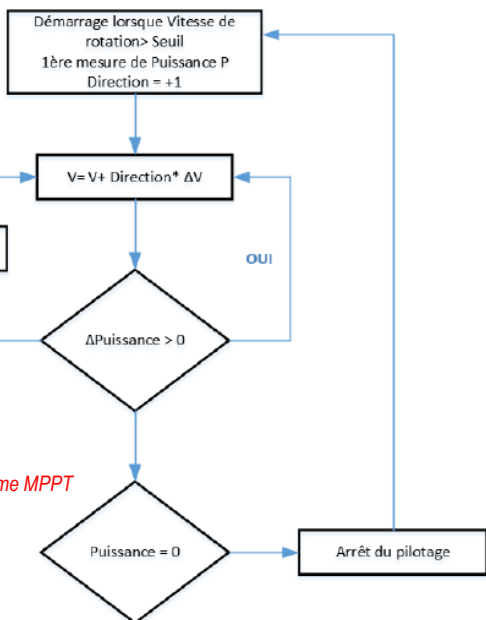 Démarrage lorsque Vitesse de
rotation> Seuil
1ère mesure de Puissance P
Direction = +1
V= V+ Direction* ΔV
OUI
ΔPuissance > 0
me MPPT
Puissance = 0
Arrêt du pilotage